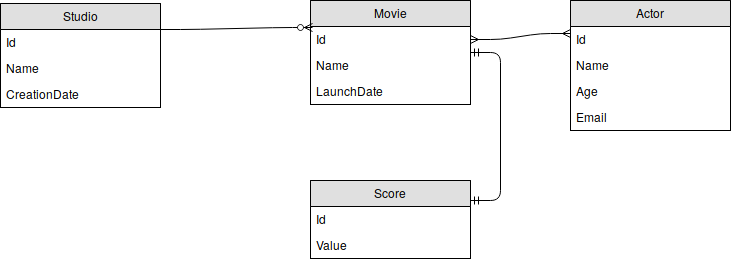 Studio
Id
Name
CreationDate
Movie
Id
Name
LaunchDate
Actor
Id
Name
Age
Email
Score
Id
Value